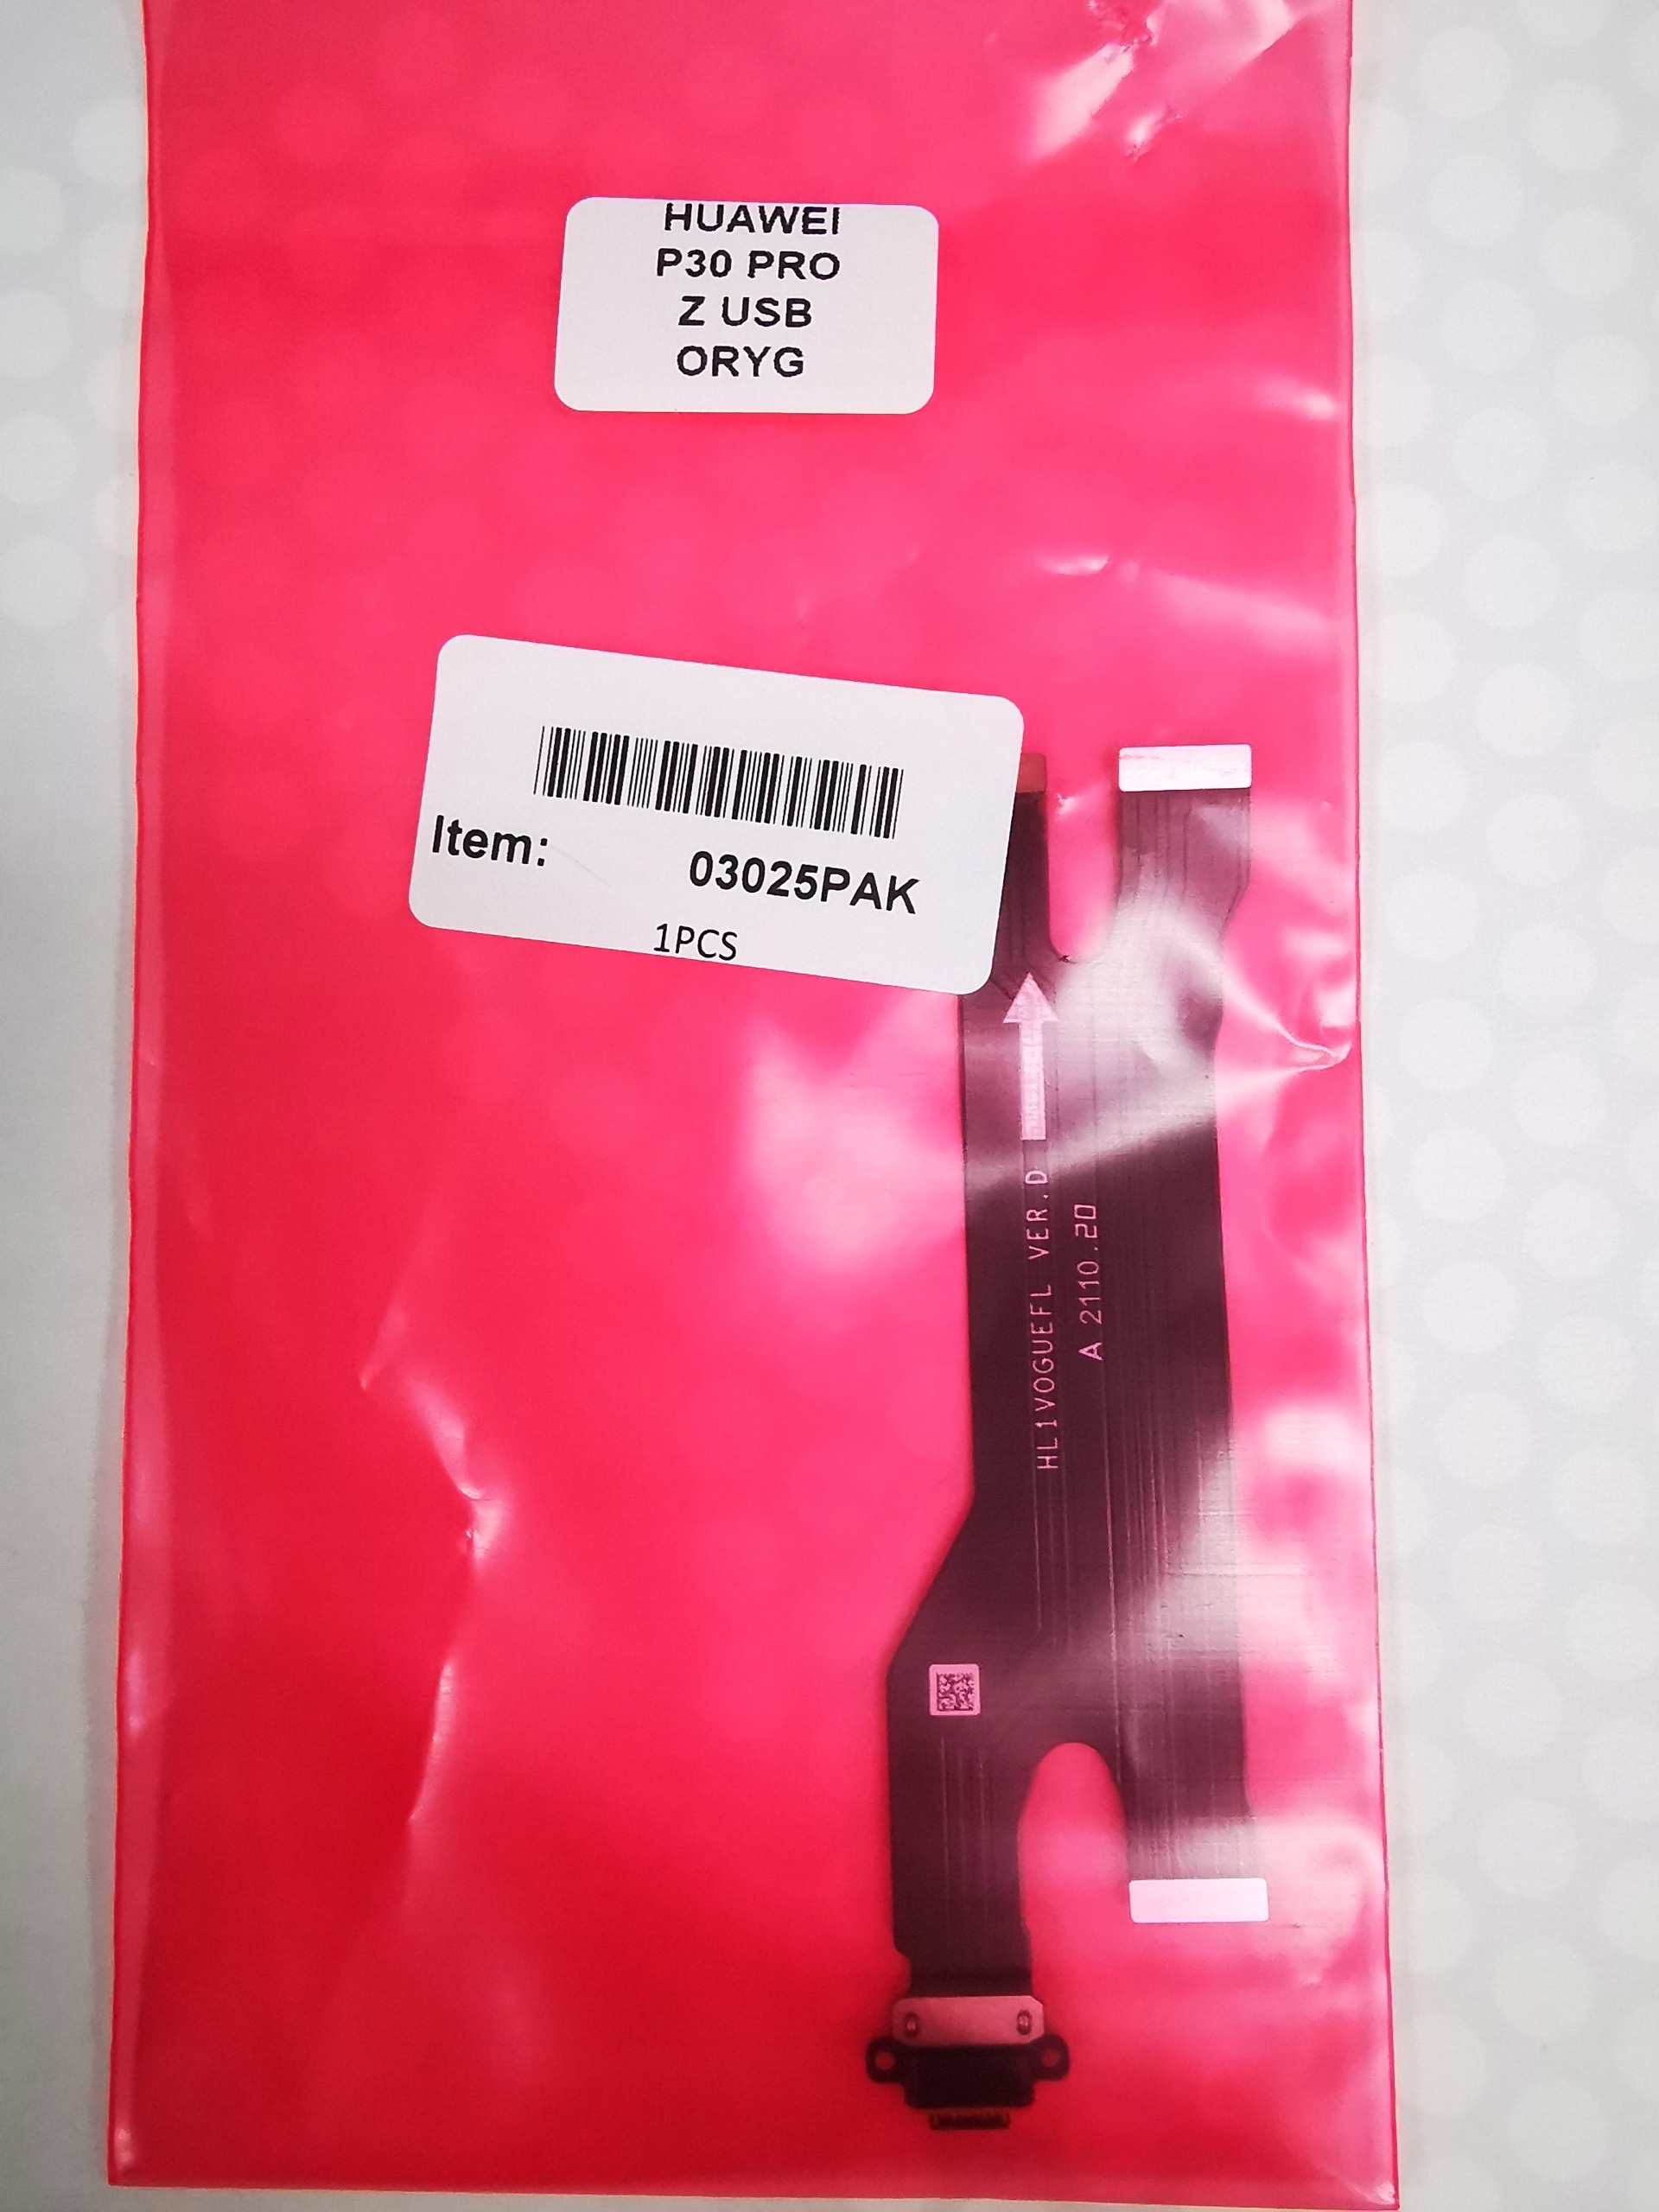 HUAWEI
P30 PRO
Z USB
ORYG
Item: 03025PAK
1PCS
HL1VOGUEFL VER.D
A 2110.20